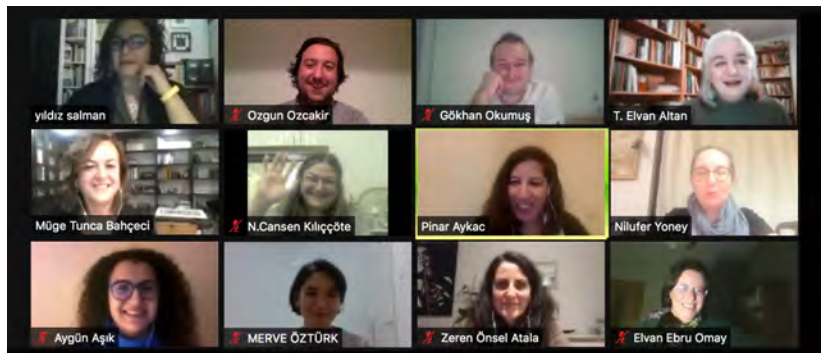 yıldız salman
Ozgun Ozcakir
Gökhan Okumuş
T. Elvan Altan
Müge Tunca Bahçeci
N.Cansen Kılıççöte
Pinar Aykac
Nilufer Yoney
Aygün Aşık
MERVE ÖZTÜRK
Zeren Önsel Atala
Elvan Ebru Omay